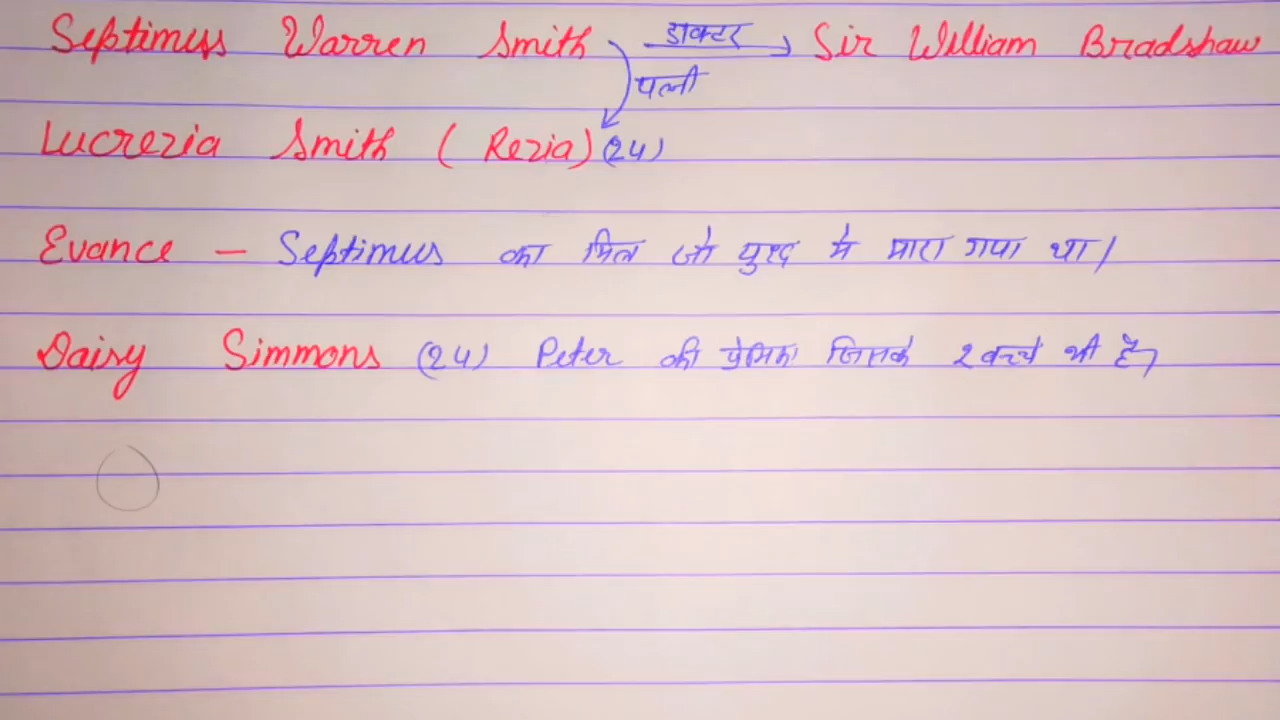 Septimuss Warren Smith डाक्टर Sir William Bradshaw
पत्नी
Lucrezia Smith ( Rezia) (24)
Evance – Septimus का मित्र जो युद्ध मे मारा गया था।
Daisy Simmons (24) Peter की प्रेमिका जिसके 2 बच्चे भी है।